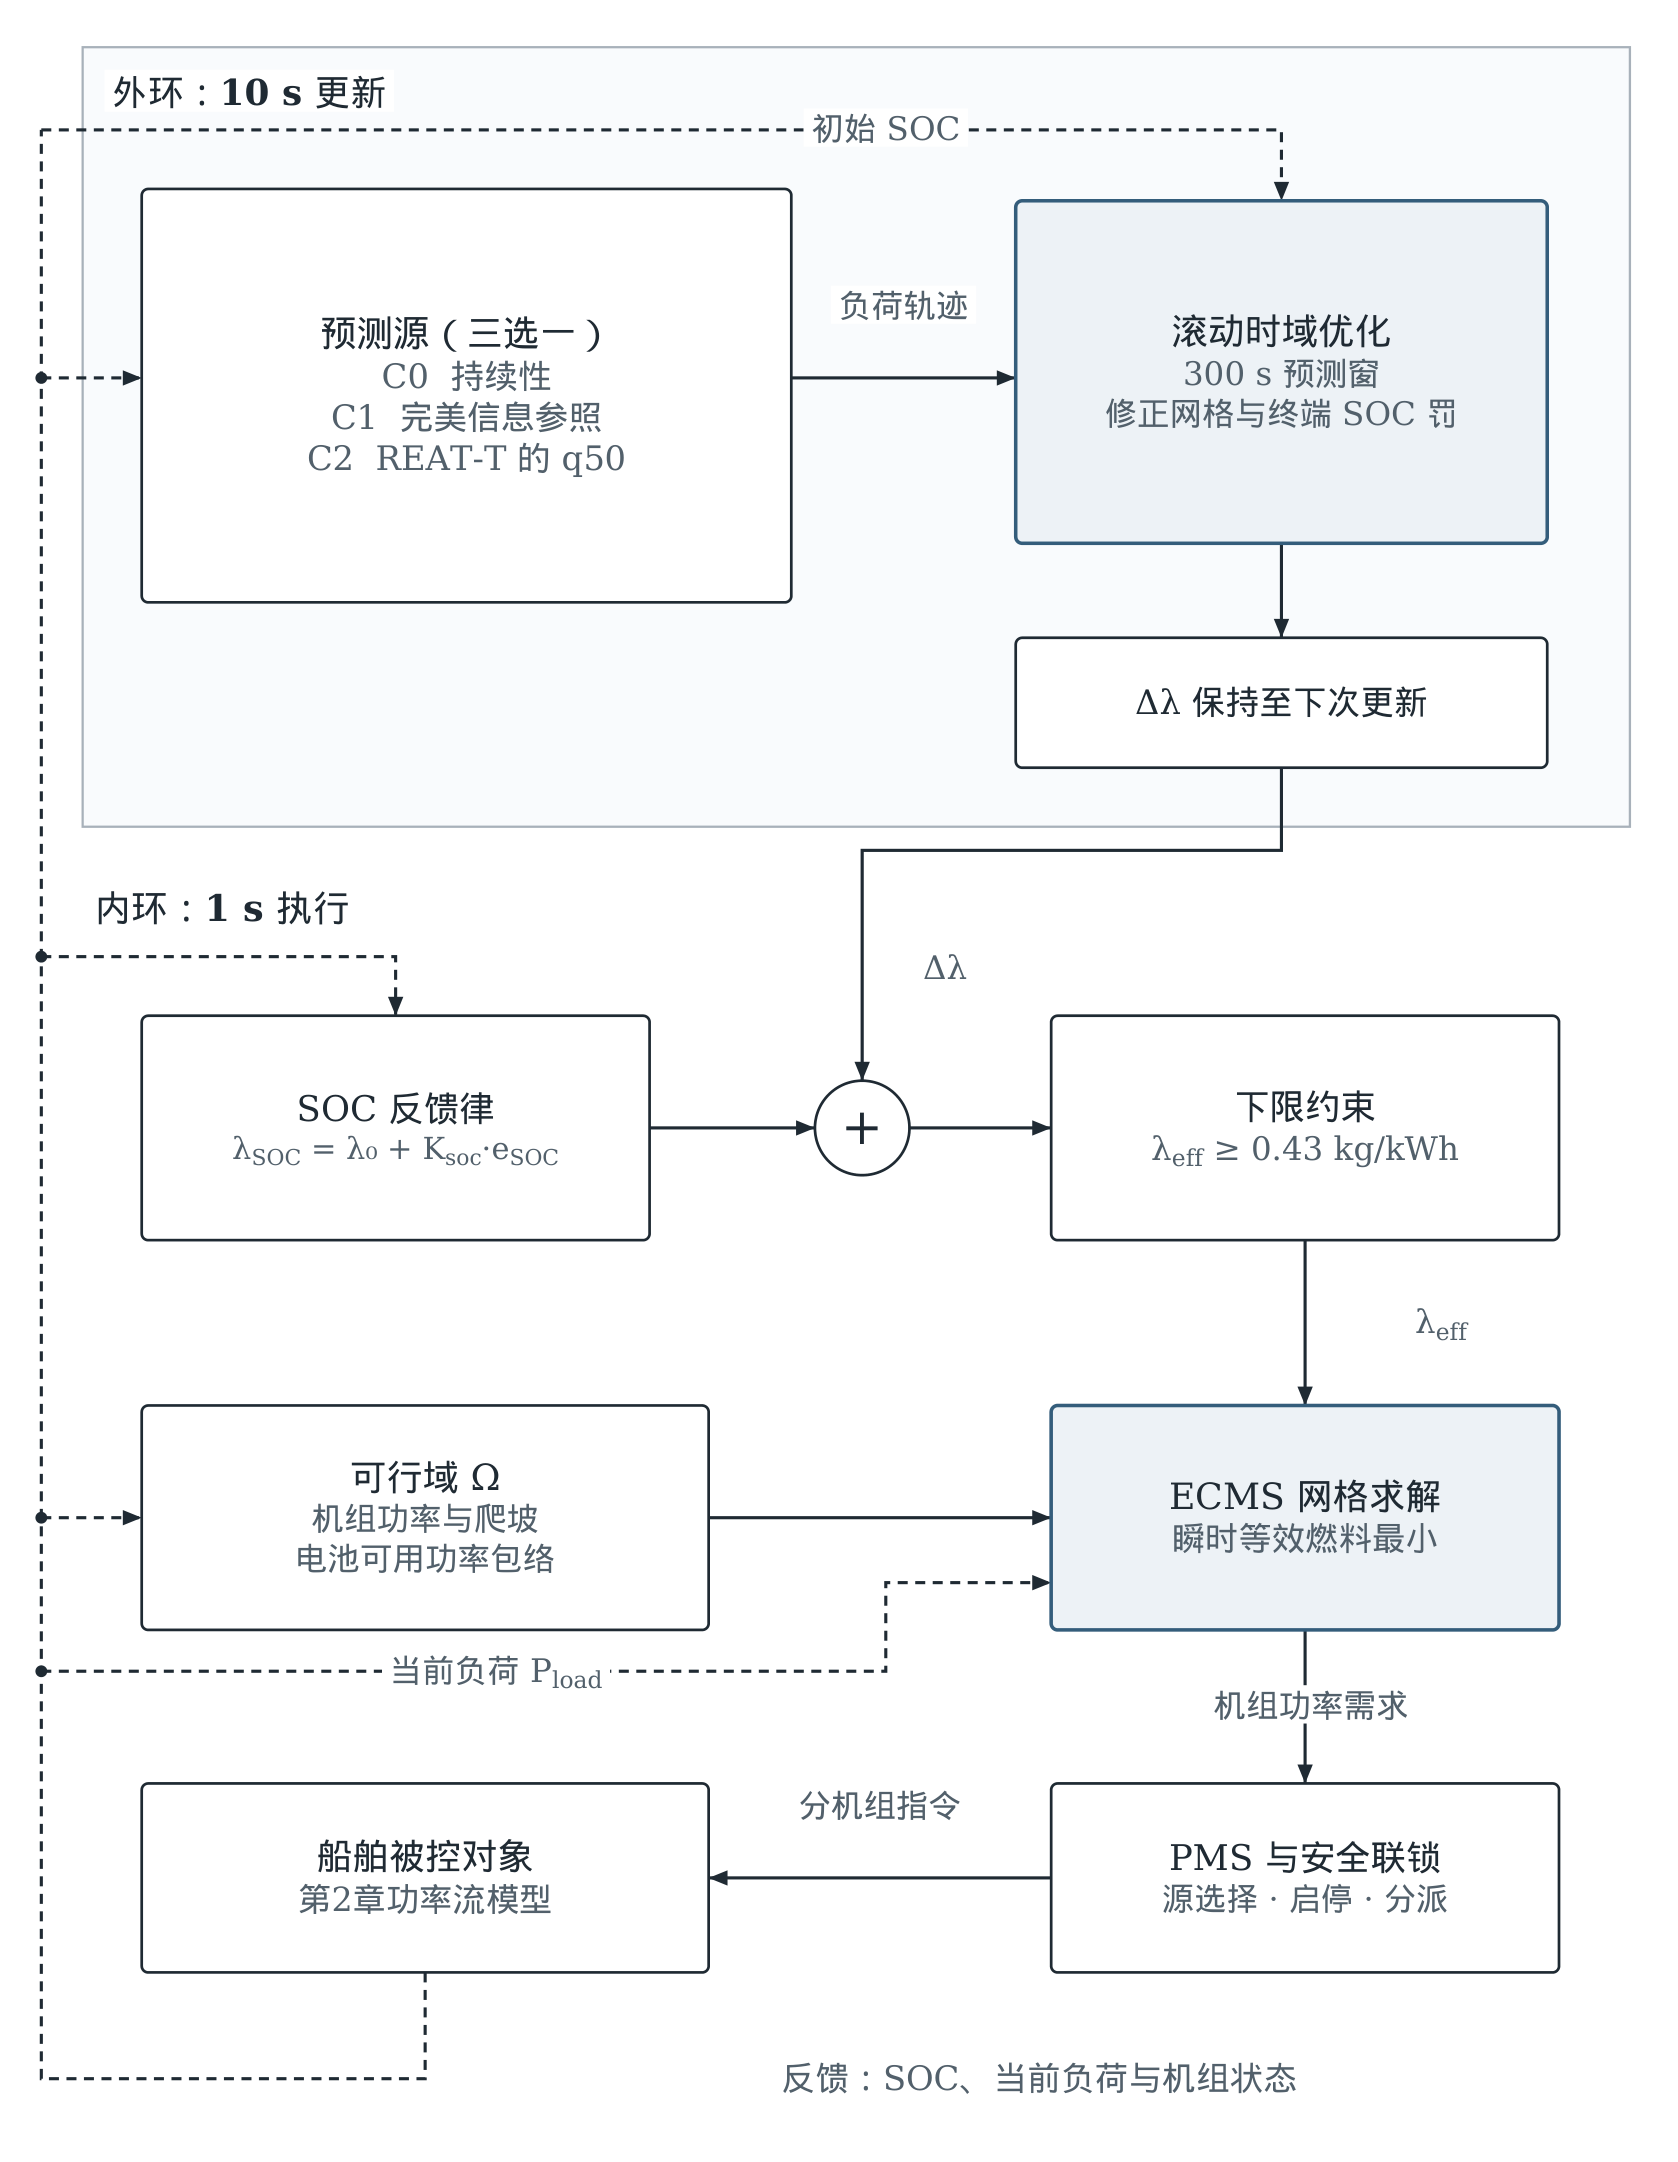 外环：10 s 更新
初始 SOC
预测源（三选一）
C0 持续性
C1 完美信息参照
C2 REAT-T 的 q50
负荷轨迹
滚动时域优化
300 s 预测窗
修正网格与终端 SOC 罚
Δλ 保持至下次更新
内环：1 s 执行
Δλ
SOC 反馈律
λSOC = λ₀ + Ksoc·eSOC
+
下限约束
λeff ≥ 0.43 kg/kWh
λeff
可行域 Ω
机组功率与爬坡
电池可用功率包络
ECMS 网格求解
瞬时等效燃料最小
当前负荷 Pload
机组功率需求
船舶被控对象
第2章功率流模型
分机组指令
PMS 与安全联锁
源选择 · 启停 · 分派
反馈：SOC、当前负荷与机组状态